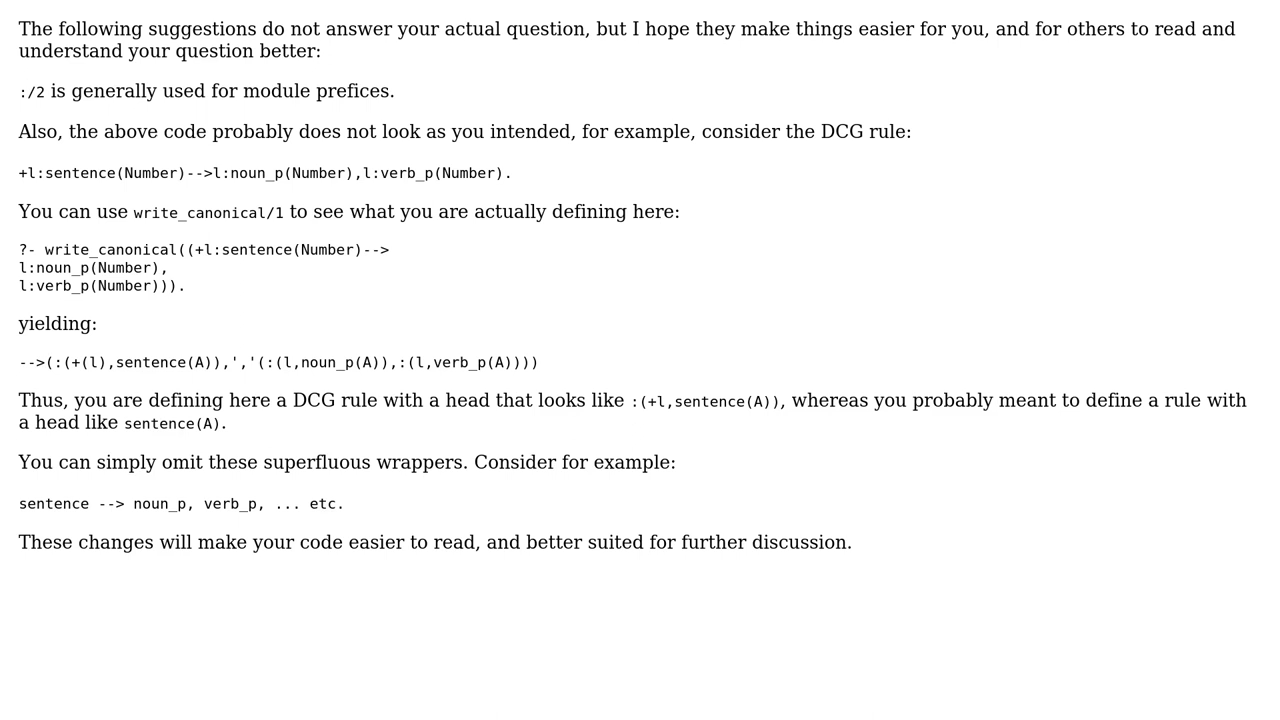 The following suggestions do not answer your actual question, but I hope they make things easier for you, and for others to read and
understand your question better:
:/2 is generally used for module prefices.
Also, the above code probably does not look as you intended, for example, consider the DCG rule:
+l:sentence(Number)-->l:noun_p(Number),l:verb_p(Number).
You can use write_canonical/1 to see what you are actually defining here:
?- write_canonical((+l:sentence(Number)-->
l:noun_p(Number),
l:verb_p(Number))).
yielding:
-->(:(+(l),sentence(A)),','(:(l,noun_p(A)),:(l,verb_p(A))))
Thus, you are defining here a DCG rule with a head that looks like :(+l,sentence(A)), whereas you probably meant to define a rule with
a head like sentence(A).
You can simply omit these superfluous wrappers. Consider for example:
sentence --> noun_p, verb_p, ... etc.
These changes will make your code easier to read, and better suited for further discussion.